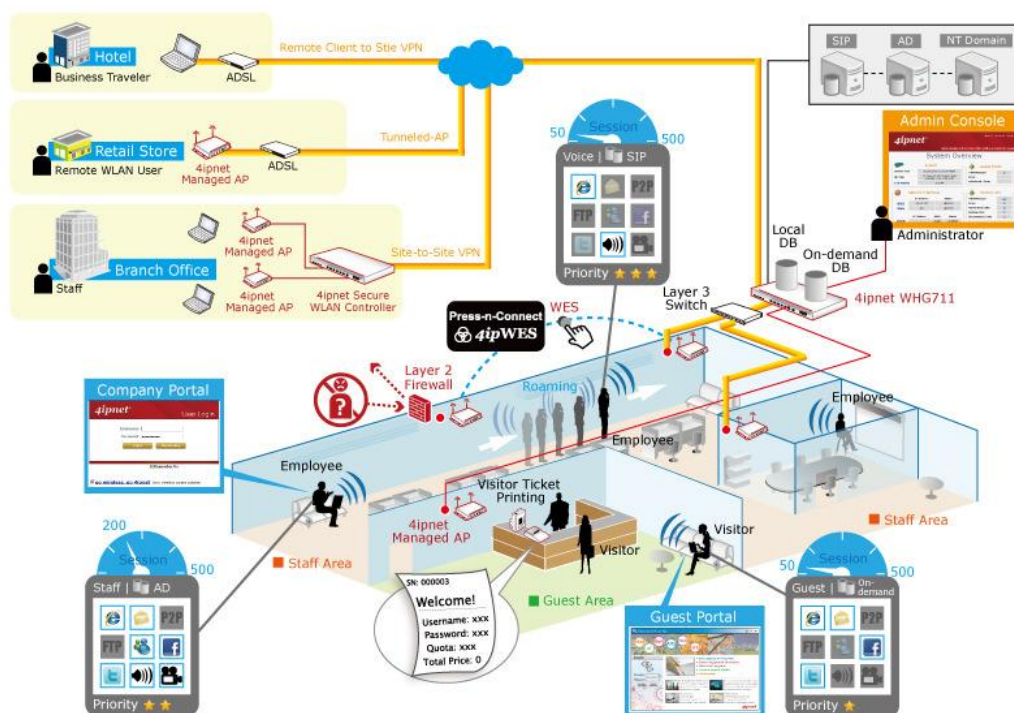 Hotel
Business Traveler
ADSL
Remote Client to Stie VPN
Retail Store
Remote WLAN User
4ipnet
Managed AP
ADSL
Tunneled-AP
Branch Office
Staff
4ipnet
Managed AP
4ipnet
Managed AP
4ipnet Secure
WLAN Controller
Site-to-Site VPN
SIP
AD
NT Domain
Admin Console
4ipnet
System Overview
Administrator
Local
DB
On-demand
DB
4ipnet WHG711
Layer 3
Switch
50
Session
500
Voice | SIP
P2P
FTP
Priority
Press-n-Connect
4ipWES
WES
Layer 2
Firewall
Roaming
Company Portal
4ipnet
User Login
Employee
Employee
Employee
Visitor Ticket
Printing
4ipnet
Managed AP
Visitor
Visitor
Staff Area
Staff Area
Guest Area
200
Session
500
Staff | AD
P2P
FTP
Priority
SN: 000003
Welcome!
Username: xxx
Password: xxx
Quota: xxx
Total Price: 0
Guest Portal
50
Session
500
Guest | On-
demand
P2P
FTP
Priority